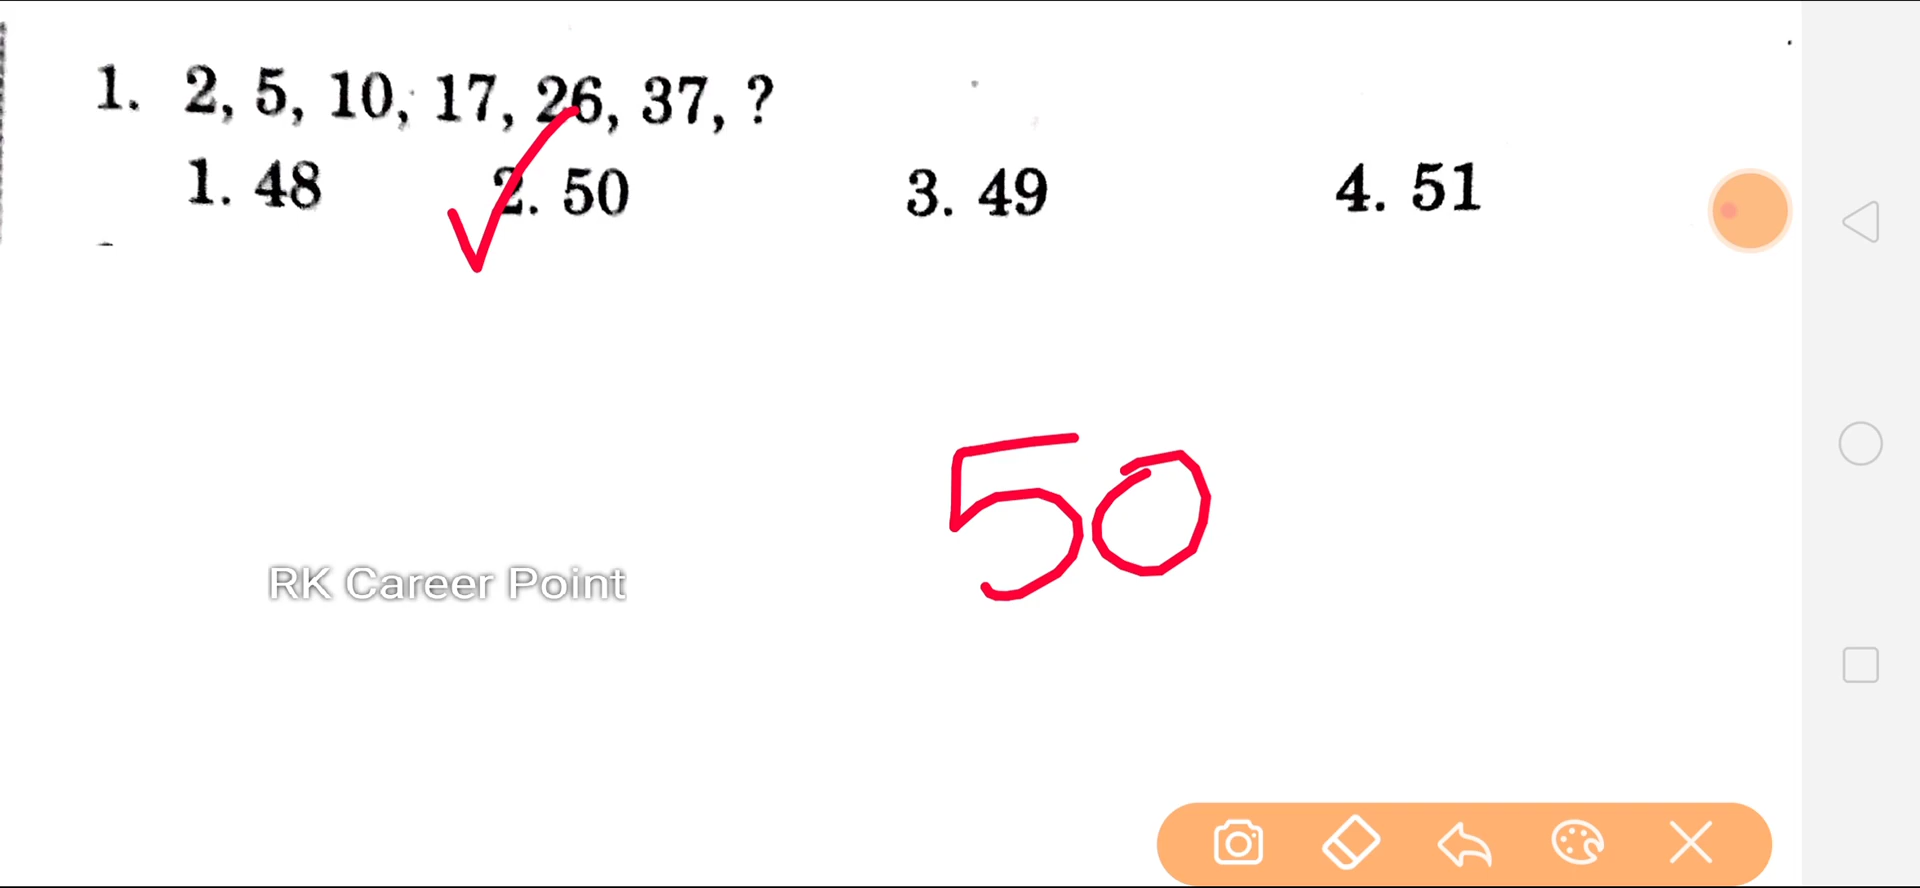 1. 2, 5, 10, 17, 26, 37, ?
1. 48 2. 50 3. 49 4. 51
50
RK Career Point